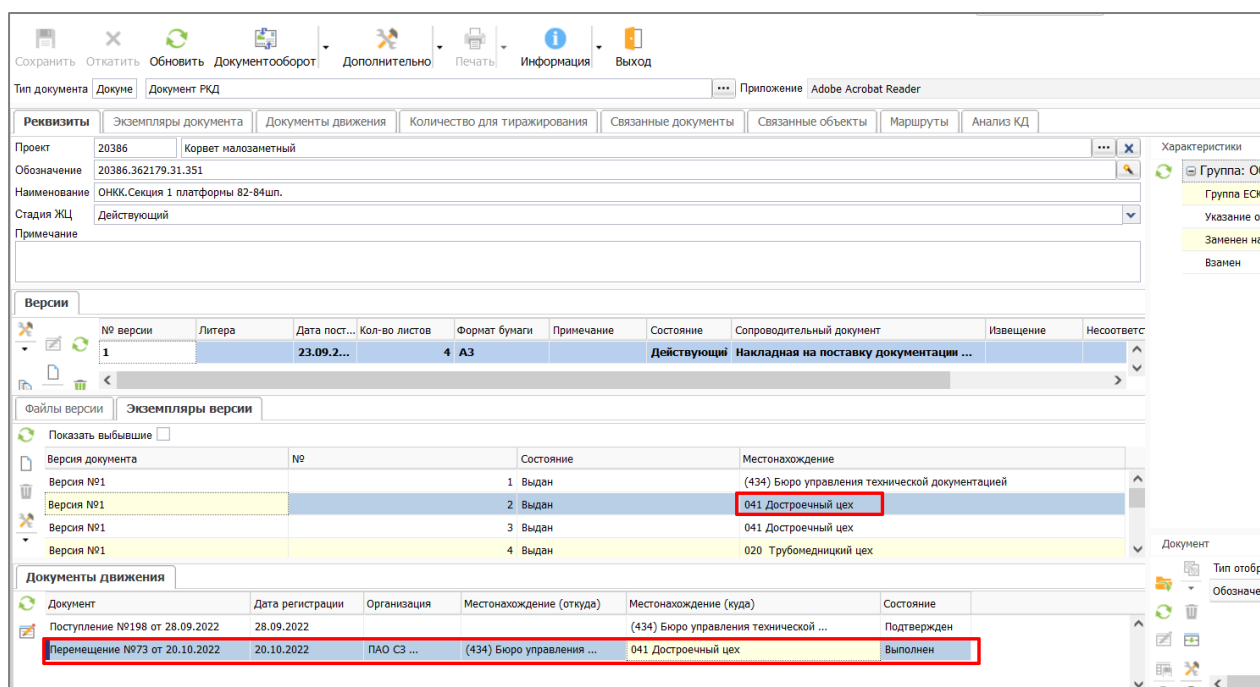 Сохранить Откатить Обновить Документооборот Дополнительно Печать Информация Выход
Тип документа Докуме Документ РКД ... Приложение Adobe Acrobat Reader
Реквизиты Экземпляры документа Документы движения Количество для тиражирования Связанные документы Связанные объекты Маршруты Анализ КД
Проект 20386 Корвет малозаметный ... Характеристики
Обозначение 20386.362179.31.351 Группа: О
Наименование ОНКК.Секция 1 платформы 82-84шп. Группа ЕСК
Стадия ЖЦ Действующий Указание о
Примечание Заменен на
Взамен
Версии
№ версии Литера Дата пост... Кол-во листов Формат бумаги Примечание Состояние Сопроводительный документ Извещение Несоответс
1 23.09.2... 4 А3 Действующий Накладная на поставку документации ...
Файлы версии Экземпляры версии
Показать выбывшие
Версия документа № Состояние Местонахождение
Версия №1 1 Выдан (434) Бюро управления технической документацией
Версия №1 2 Выдан 041 Достроечный цех
Версия №1 3 Выдан 041 Достроечный цех
Версия №1 4 Выдан 020 Трубомедницкий цех
Документ
Документы движения Тип отобр
Обозначе
Документ Дата регистрации Организация Местонахождение (откуда) Местонахождение (куда) Состояние
Поступление №198 от 28.09.2022 28.09.2022 (434) Бюро управления технической ... Подтвержден
Перемещение №73 от 20.10.2022 20.10.2022 ПАО СЗ ... (434) Бюро управления ... 041 Достроечный цех Выполнен